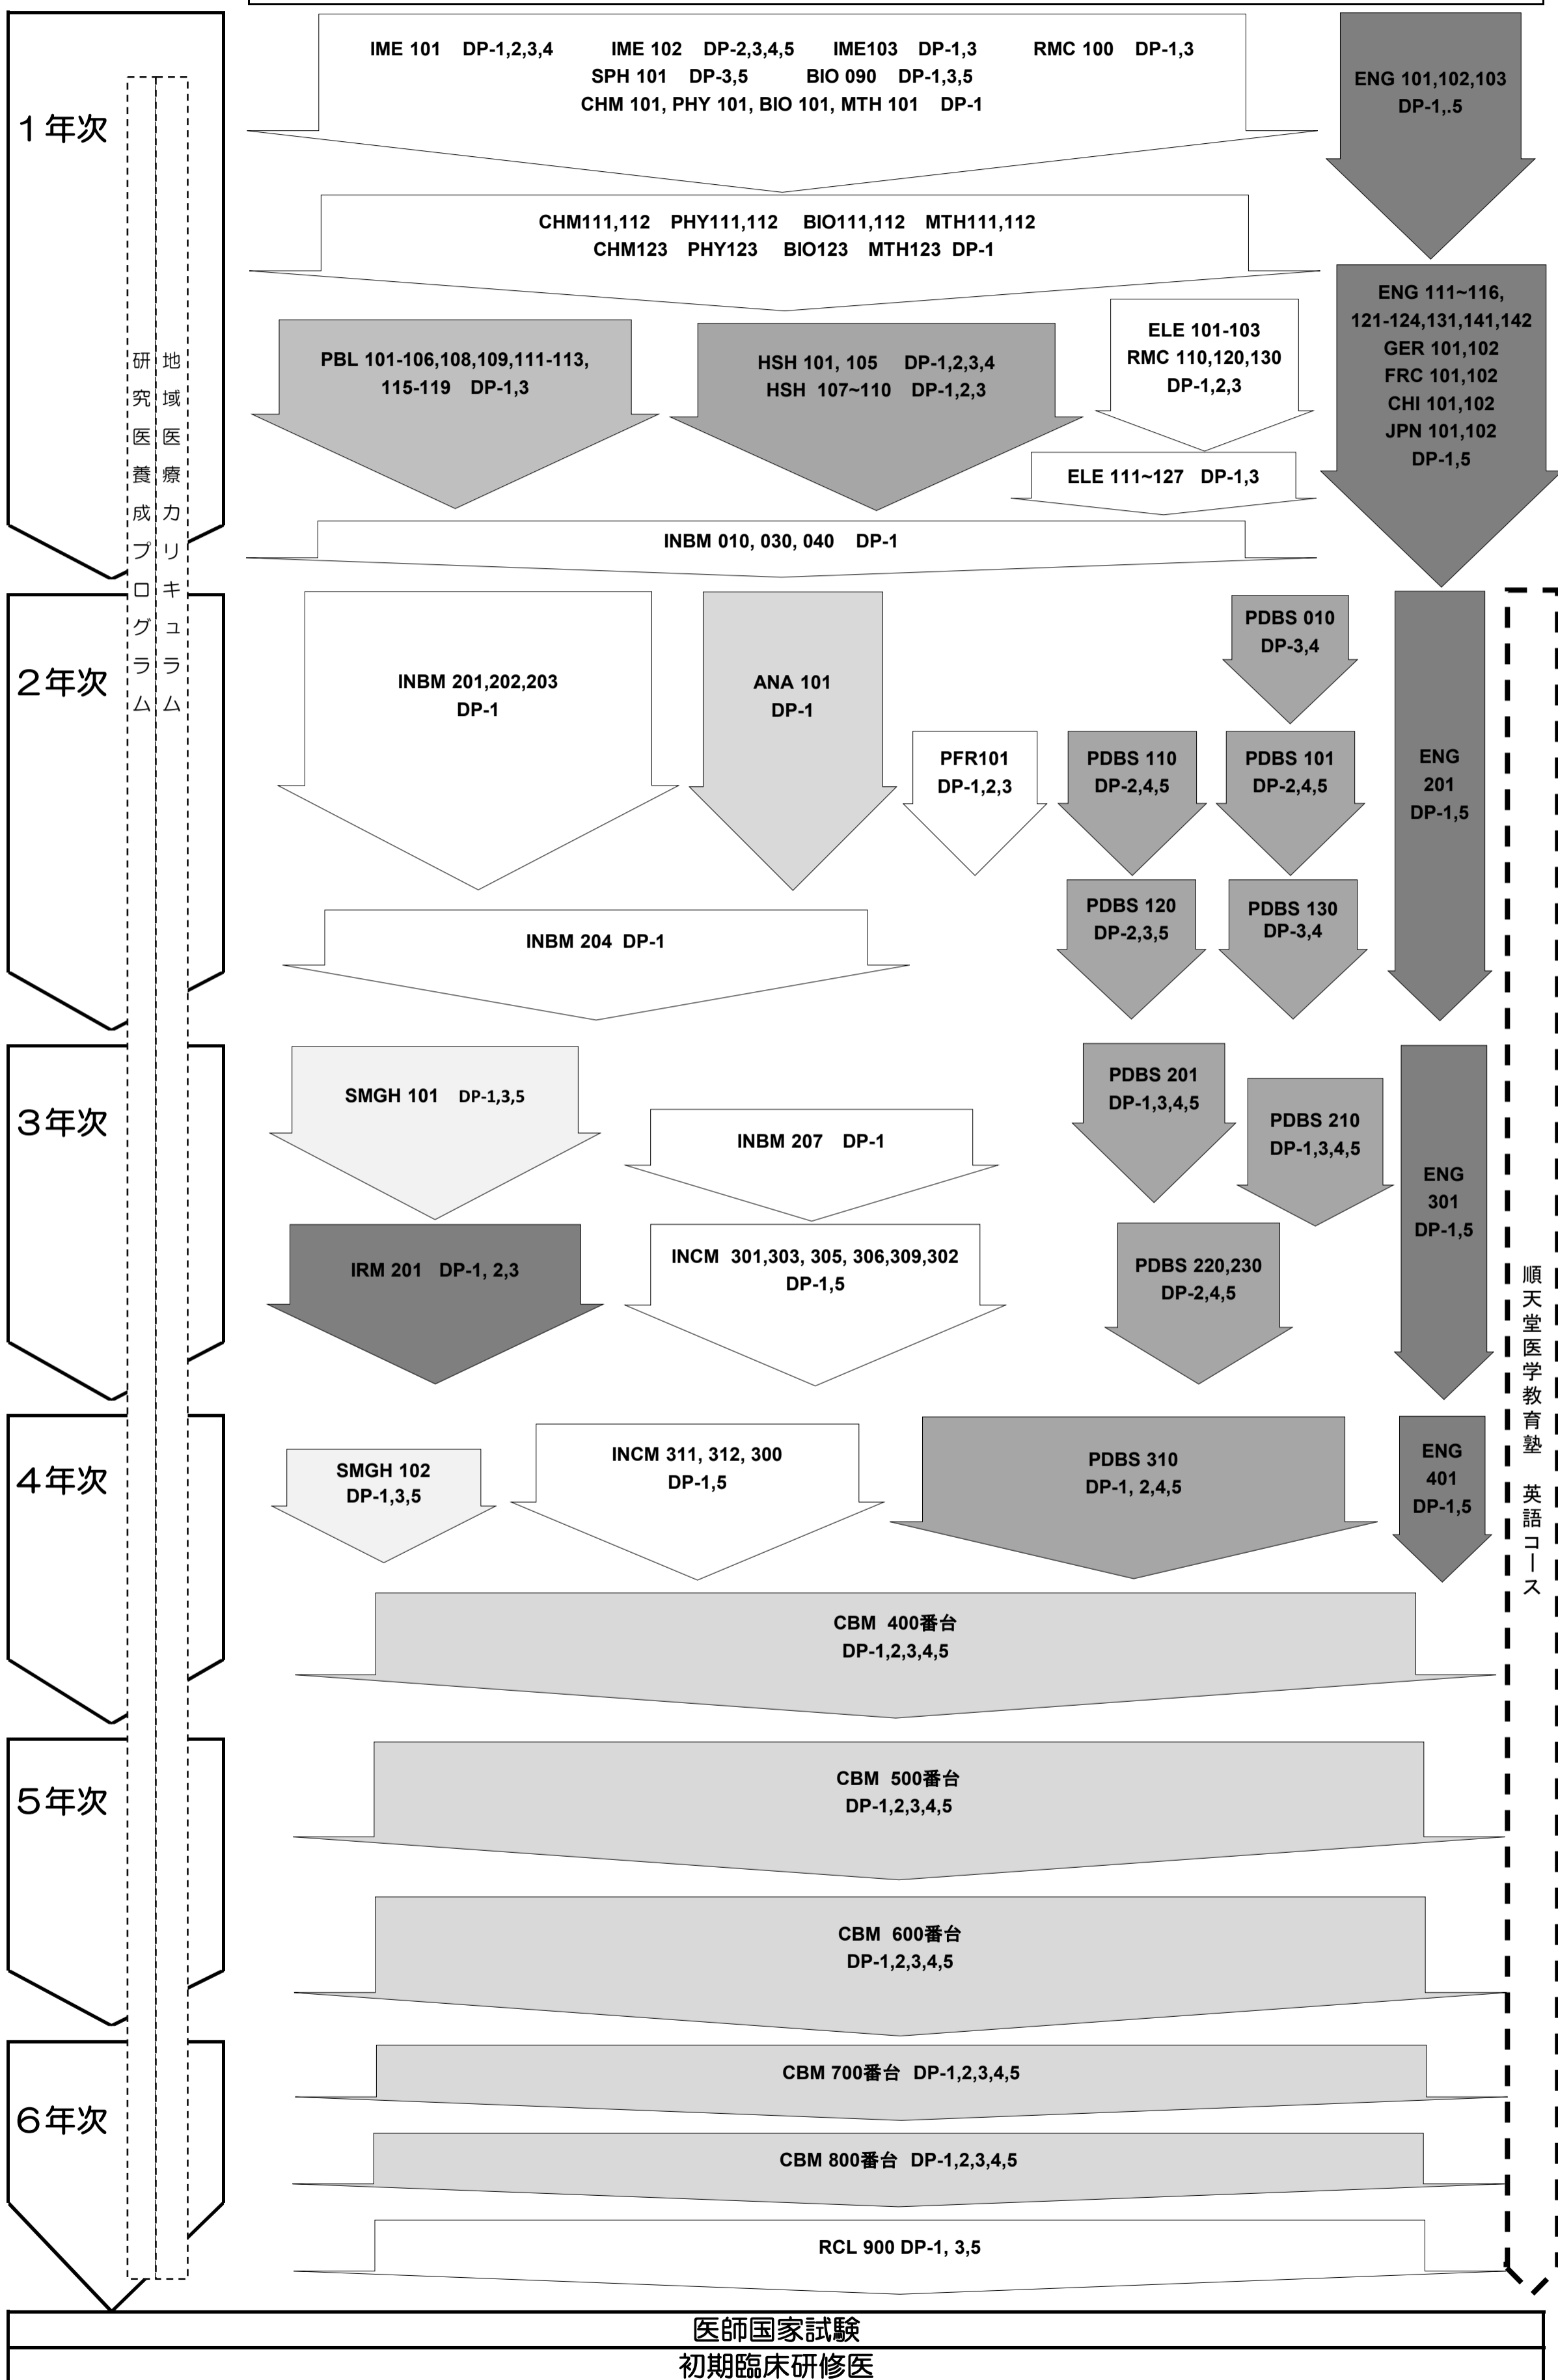 1年次
IME 101 DP-1,2,3,4 IME 102 DP-2,3,4,5 IME103 DP-1,3 RMC 100 DP-1,3
SPH 101 DP-3,5 BIO 090 DP-1,3,5
CHM 101, PHY 101, BIO 101, MTH 101 DP-1
ENG 101,102,103
DP-1,.5
CHM111,112 PHY111,112 BIO111,112 MTH111,112
CHM123 PHY123 BIO123 MTH123 DP-1
ENG 111~116,
121-124,131,141,142
GER 101,102
FRC 101,102
CHI 101,102
JPN 101,102
DP-1,5
PBL 101-106,108,109,111-113,
115-119 DP-1,3
HSH 101, 105 DP-1,2,3,4
HSH 107~110 DP-1,2,3
ELE 101-103
RMC 110,120,130
DP-1,2,3
ELE 111~127 DP-1,3
INBM 010, 030, 040 DP-1
研究医養成プログラム
地域医療カリキュラム
2年次
INBM 201,202,203
DP-1
ANA 101
DP-1
PFR101
DP-1,2,3
PDBS 010
DP-3,4
PDBS 110
DP-2,4,5
PDBS 101
DP-2,4,5
PDBS 120
DP-2,3,5
PDBS 130
DP-3,4
ENG
201
DP-1,5
INBM 204 DP-1
3年次
SMGH 101 DP-1,3,5
INBM 207 DP-1
PDBS 201
DP-1,3,4,5
PDBS 210
DP-1,3,4,5
ENG
301
DP-1,5
IRM 201 DP-1, 2,3
INCM 301,303, 305, 306,309,302
DP-1,5
PDBS 220,230
DP-2,4,5
順天堂医学教育塾 英語コース
4年次
SMGH 102
DP-1,3,5
INCM 311, 312, 300
DP-1,5
PDBS 310
DP-1, 2,4,5
ENG
401
DP-1,5
CBM 400番台
DP-1,2,3,4,5
5年次
CBM 500番台
DP-1,2,3,4,5
CBM 600番台
DP-1,2,3,4,5
6年次
CBM 700番台 DP-1,2,3,4,5
CBM 800番台 DP-1,2,3,4,5
RCL 900 DP-1, 3,5
医師国家試験
初期臨床研修医